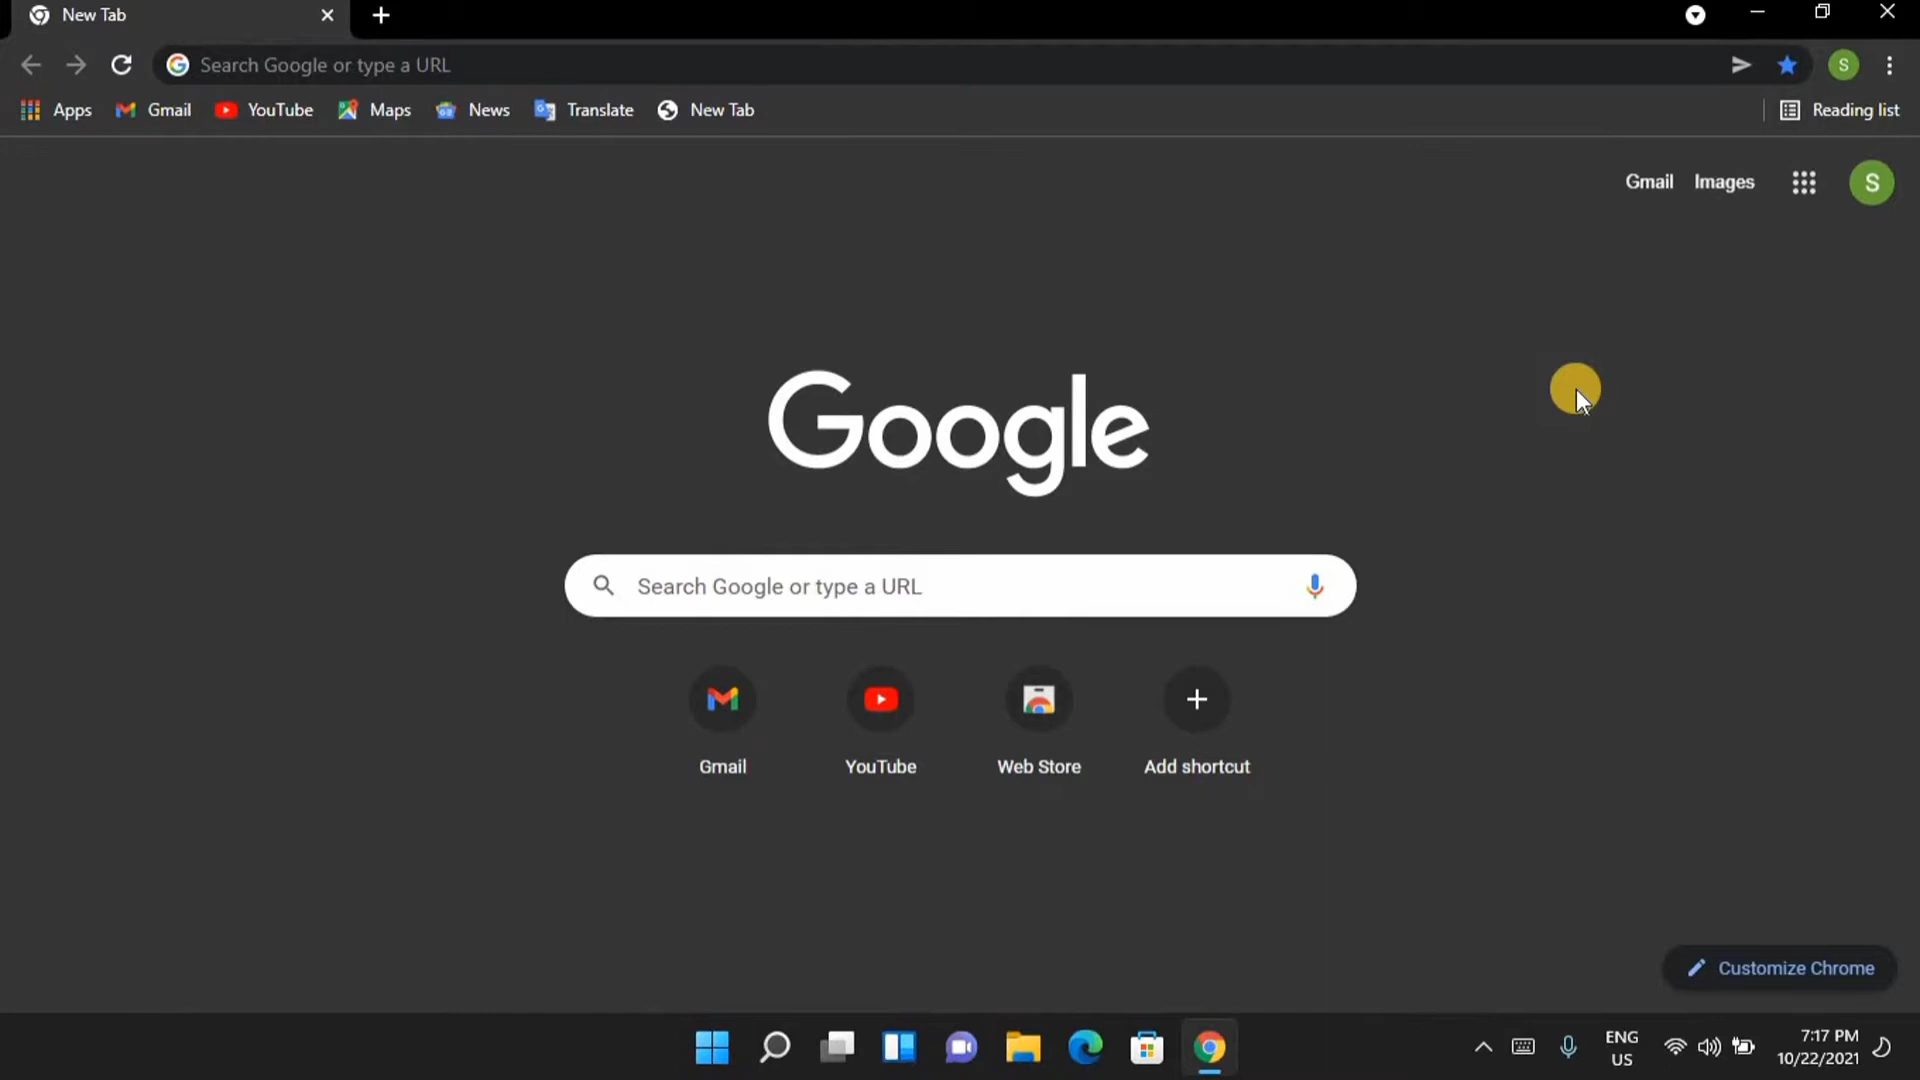 New Tab
Search Google or type a URL
S
Apps
Gmail
YouTube
Maps
News
Translate
New Tab
Reading list
Gmail
Images
S
Google
Search Google or type a URL
Gmail
YouTube
Web Store
Add shortcut
Customize Chrome
ENG
US
7:17 PM
10/22/2021